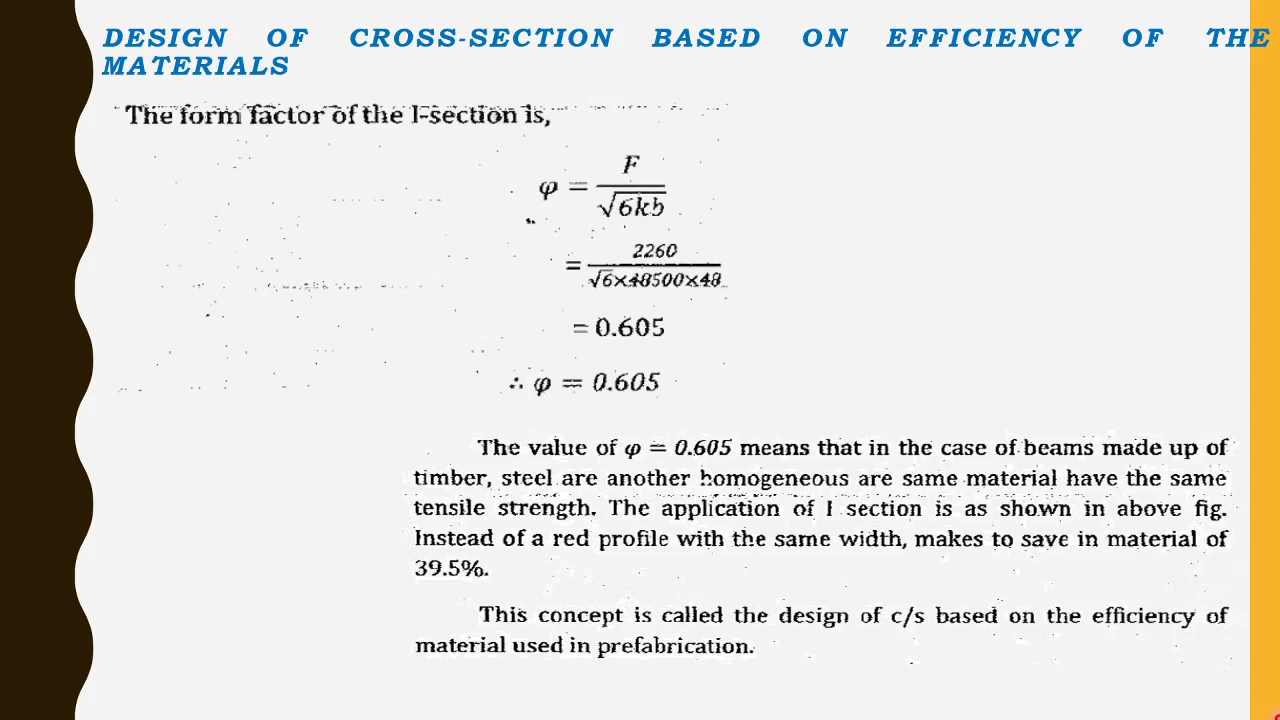 DESIGN OF CROSS-SECTION BASED ON EFFICIENCY OF THE
MATERIALS
The form factor of the I-section is,
φ = F / √6kb
= 2260 / √6×48500×48
= 0.605
∴ φ = 0.605
The value of φ = 0.605 means that in the case of beams made up of
timber, steel are another homogeneous are same material have the same
tensile strength. The application of I section is as shown in above fig.
Instead of a red profile with the same width, makes to save in material of
39.5%.
This concept is called the design of c/s based on the efficiency of
material used in prefabrication.